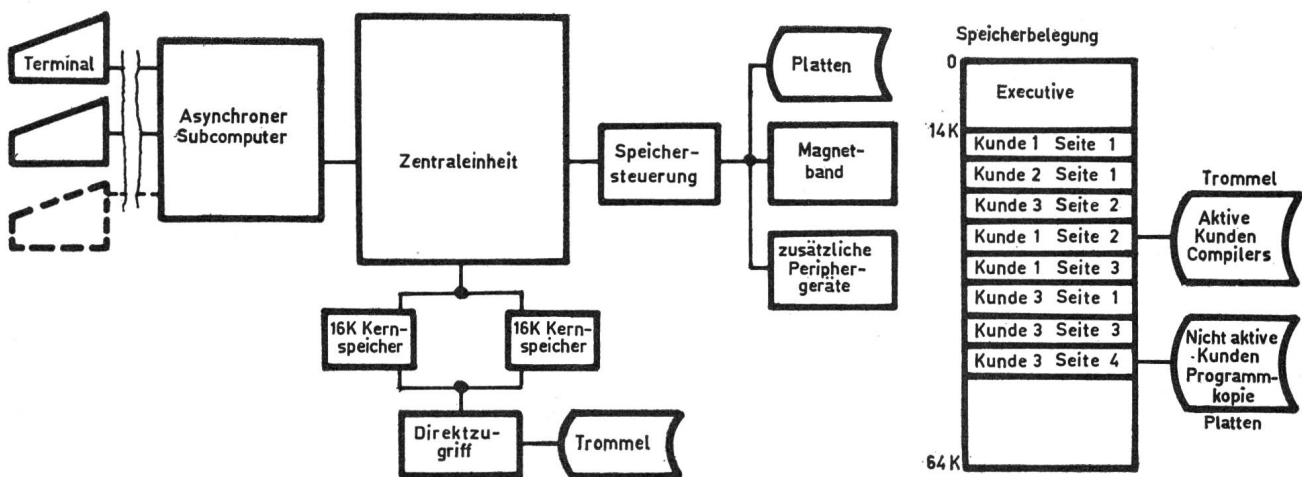 Terminal
Asynchroner
Subcomputer
Zentraleinheit
Speicher-
steuerung
Platten
Magnet-
band
zusätzliche
Peripher-
geräte
16K Kern-
speicher
16K Kern-
speicher
Direktzu-
griff
Trommel
Speicherbelegung
0
Executive
14K
Kunde 1 Seite 1
Kunde 2 Seite 1
Kunde 3 Seite 2
Kunde 1 Seite 2
Kunde 1 Seite 3
Kunde 3 Seite 1
Kunde 3 Seite 3
Kunde 3 Seite 4
64K
Trommel
Aktive
Kunden
Compilers
Nicht aktive
Kunden
Programm-
kopie
Platten